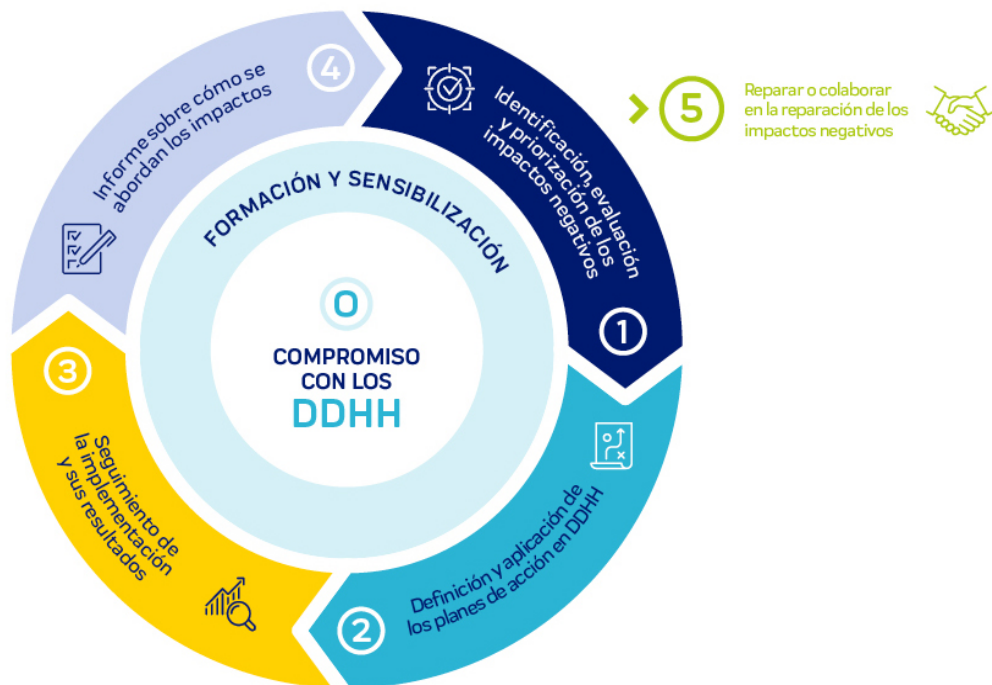 FORMACIÓN Y SENSIBILIZACIÓN
0
COMPROMISO
CON LOS
DDHH
1
Identificación, evaluación
y priorización de los
impactos negativos
2
Definición y aplicación de
los planes de acción en DDHH
3
Seguimiento de
la implementación
y sus resultados
4
Informe sobre cómo se
abordan los impactos
5
Reparar o colaborar
en la reparación de los
impactos negativos